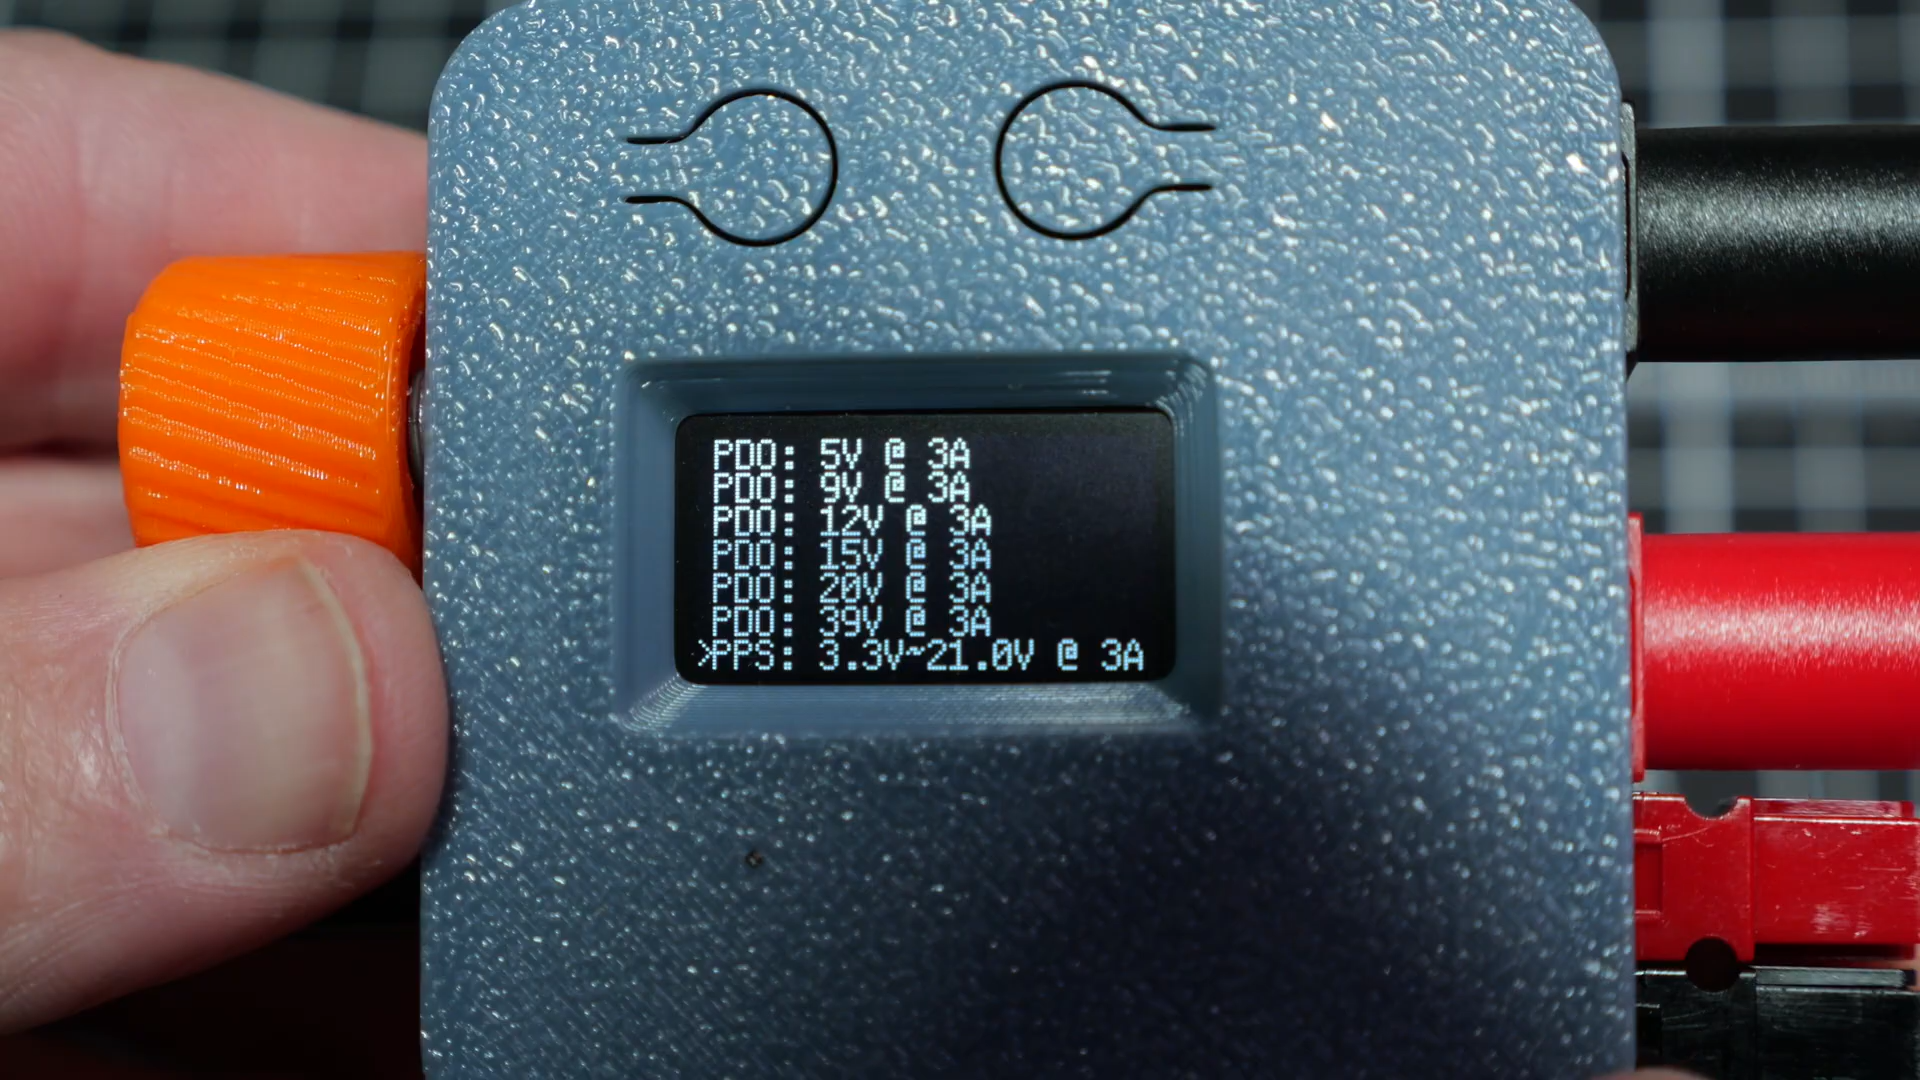 PDO: 5V @ 3A
PDO: 9V @ 3A
PDO: 12V @ 3A
PDO: 15V @ 3A
PDO: 20V @ 3A
PDO: 39V @ 3A
>PPS: 3.3V~21.0V @ 3A